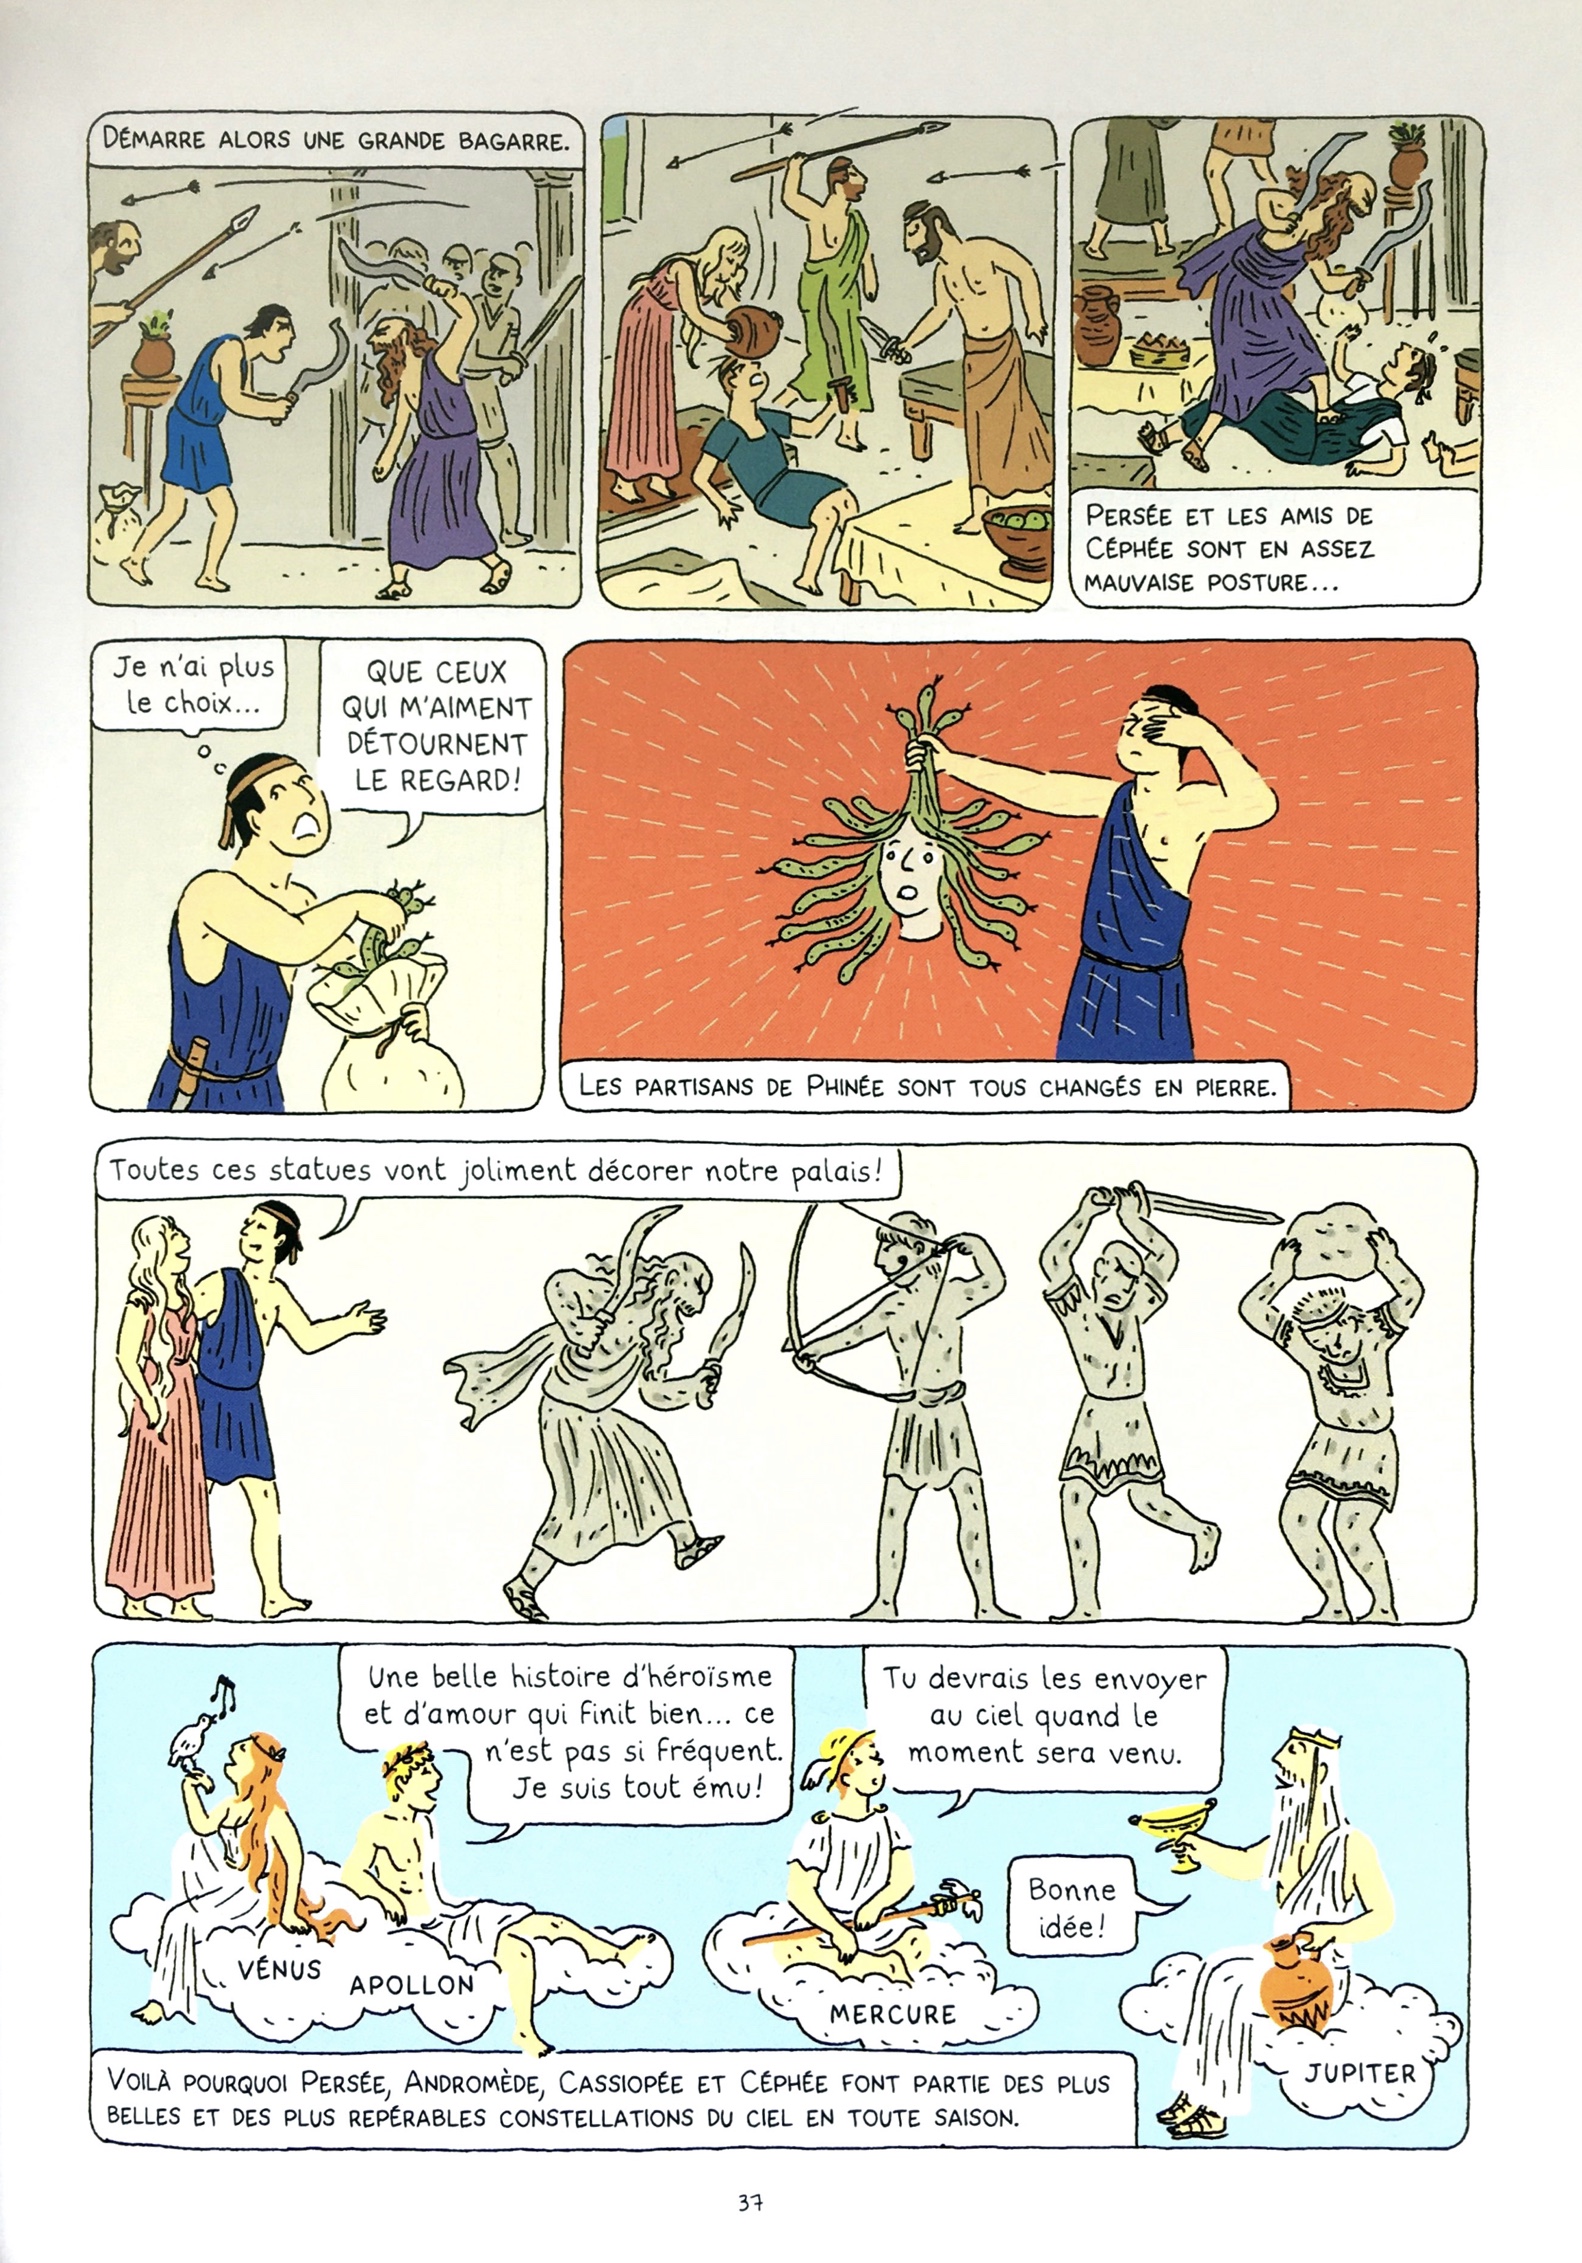 DÉMARRE ALORS UNE GRANDE BAGARRE.
PERSÉE ET LES AMIS DE
CÉPHÉE SONT EN ASSEZ
MAUVAISE POSTURE...
Je n'ai plus
le choix...
QUE CEUX
QUI M'AIMENT
DÉTOURNENT
LE REGARD!
LES PARTISANS DE PHINÉE SONT TOUS CHANGÉS EN PIERRE.
Toutes ces statues vont joliment décorer notre palais!
Une belle histoire d'héroïsme
et d'amour qui finit bien... ce
n'est pas si fréquent.
Je suis tout ému!
Tu devrais les envoyer
au ciel quand le
moment sera venu.
Bonne
idée!
VÉNUS
APOLLON
MERCURE
JUPITER
VOILÀ POURQUOI PERSÉE, ANDROMÈDE, CASSIOPÉE ET CÉPHÉE FONT PARTIE DES PLUS
BELLES ET DES PLUS REPÉRABLES CONSTELLATIONS DU CIEL EN TOUTE SAISON.
37